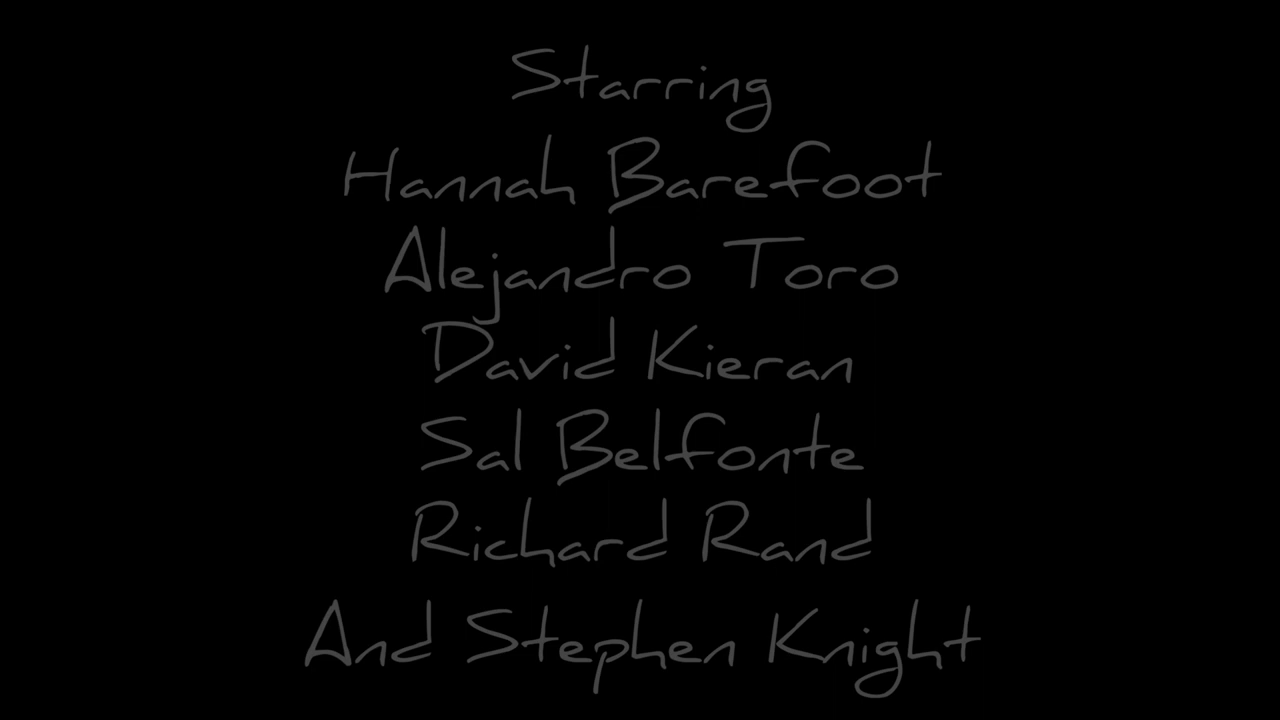 Starring
Hannah Barefoot
Alejandro Toro
David Kieran
Sal Belfonte
Richard Rand
And Stephen Knight